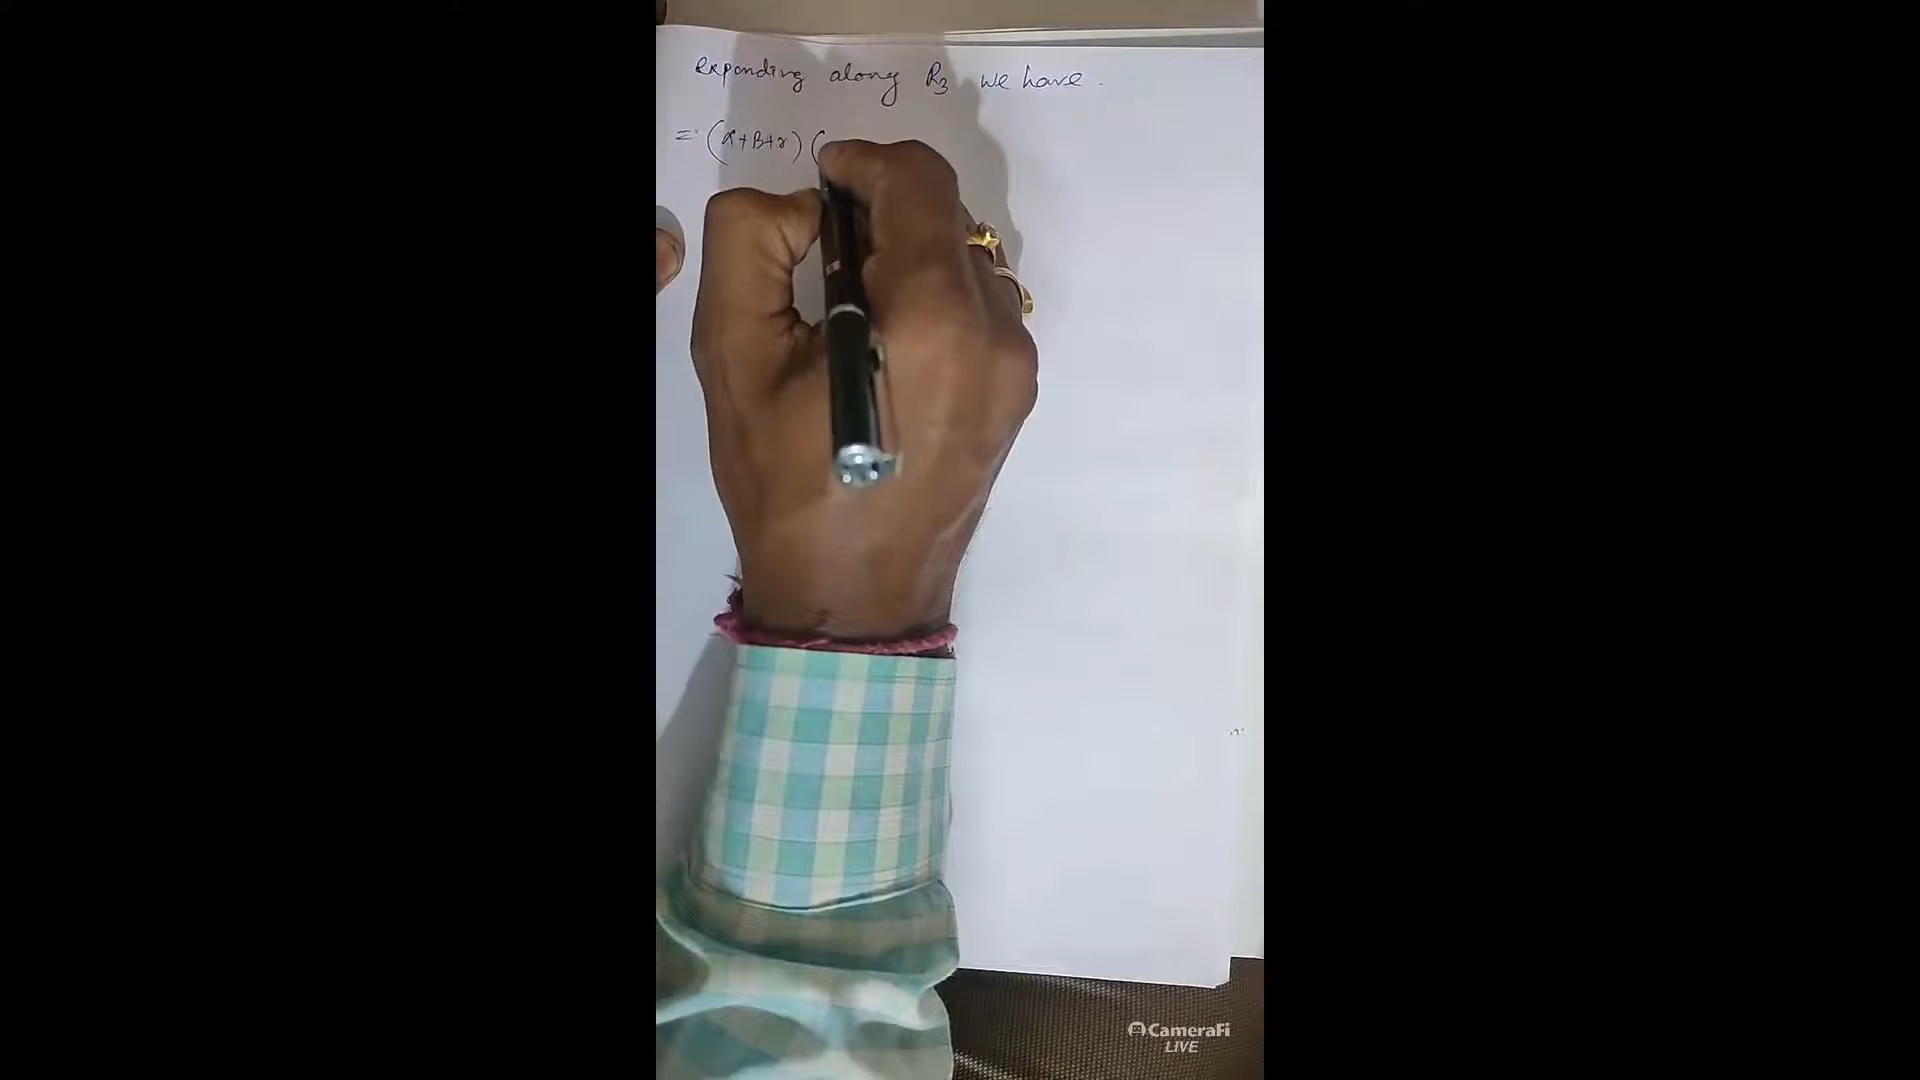 Expanding along R3 we have.
= (α+β+γ) (
CameraFi
LIVE